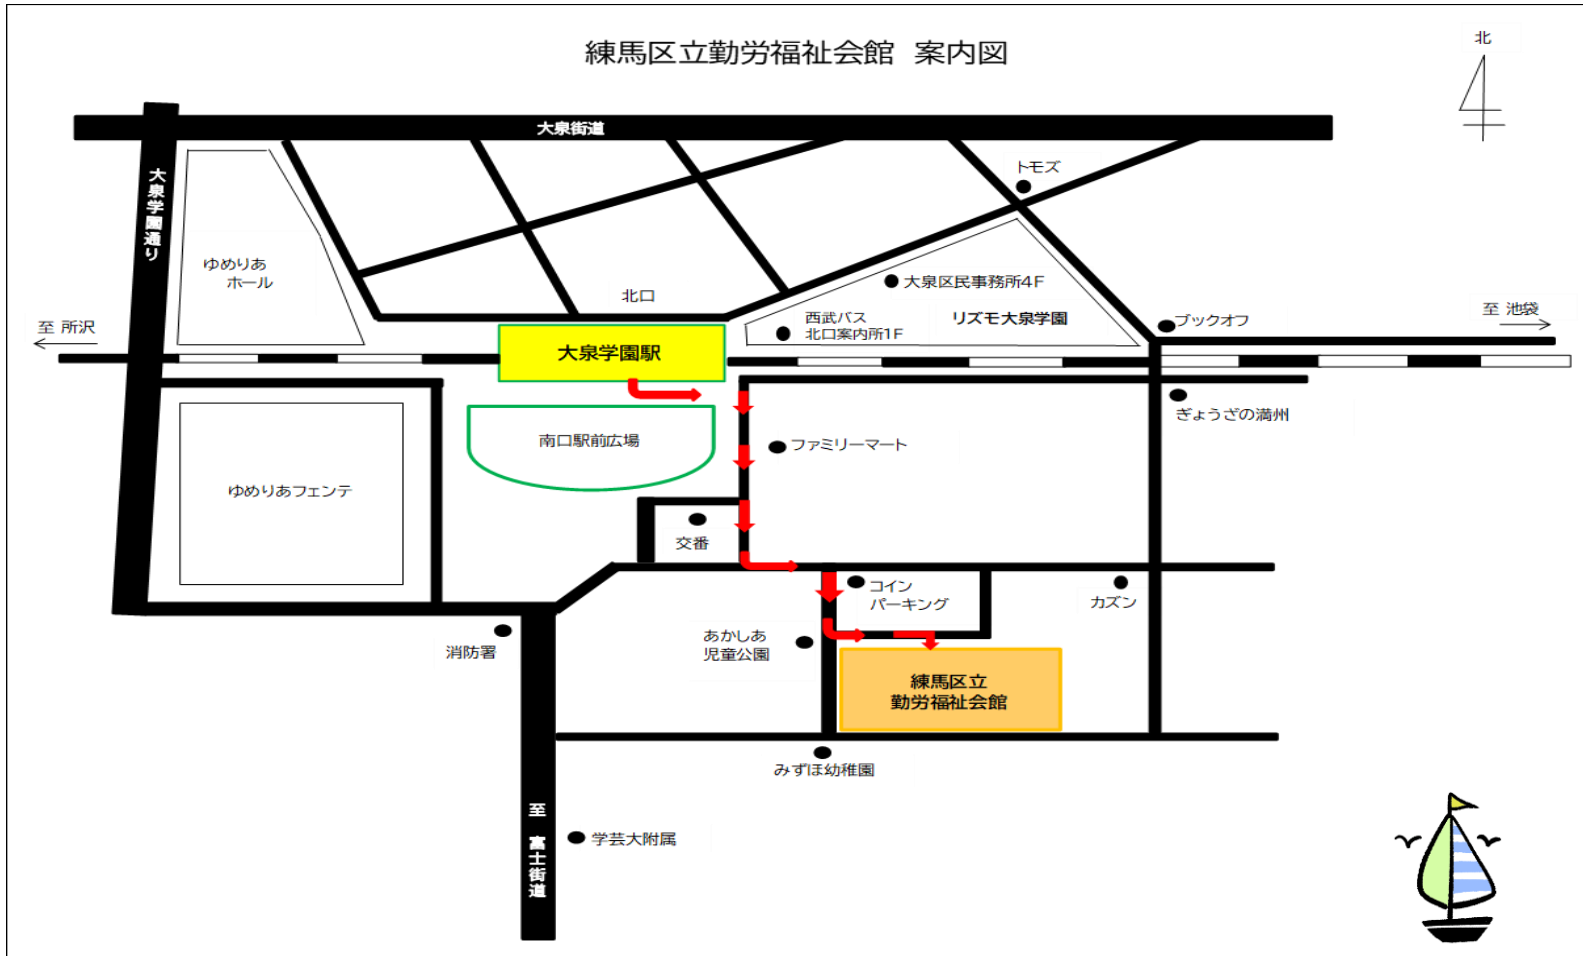 練馬区立勤労福祉会館 案内図
北
大泉街道
大泉学園通り
トモズ
ゆめりあ
ホール
大泉区民事務所4F
北口
西武バス
北口案内所1F
リズモ大泉学園
ブックオフ
至 所沢
至 池袋
大泉学園駅
ぎょうざの満州
南口駅前広場
ファミリーマート
ゆめりあフェンテ
交番
コイン
パーキング
カズン
消防署
あかしあ
児童公園
練馬区立
勤労福祉会館
みずほ幼稚園
至 富士街道
学芸大附属